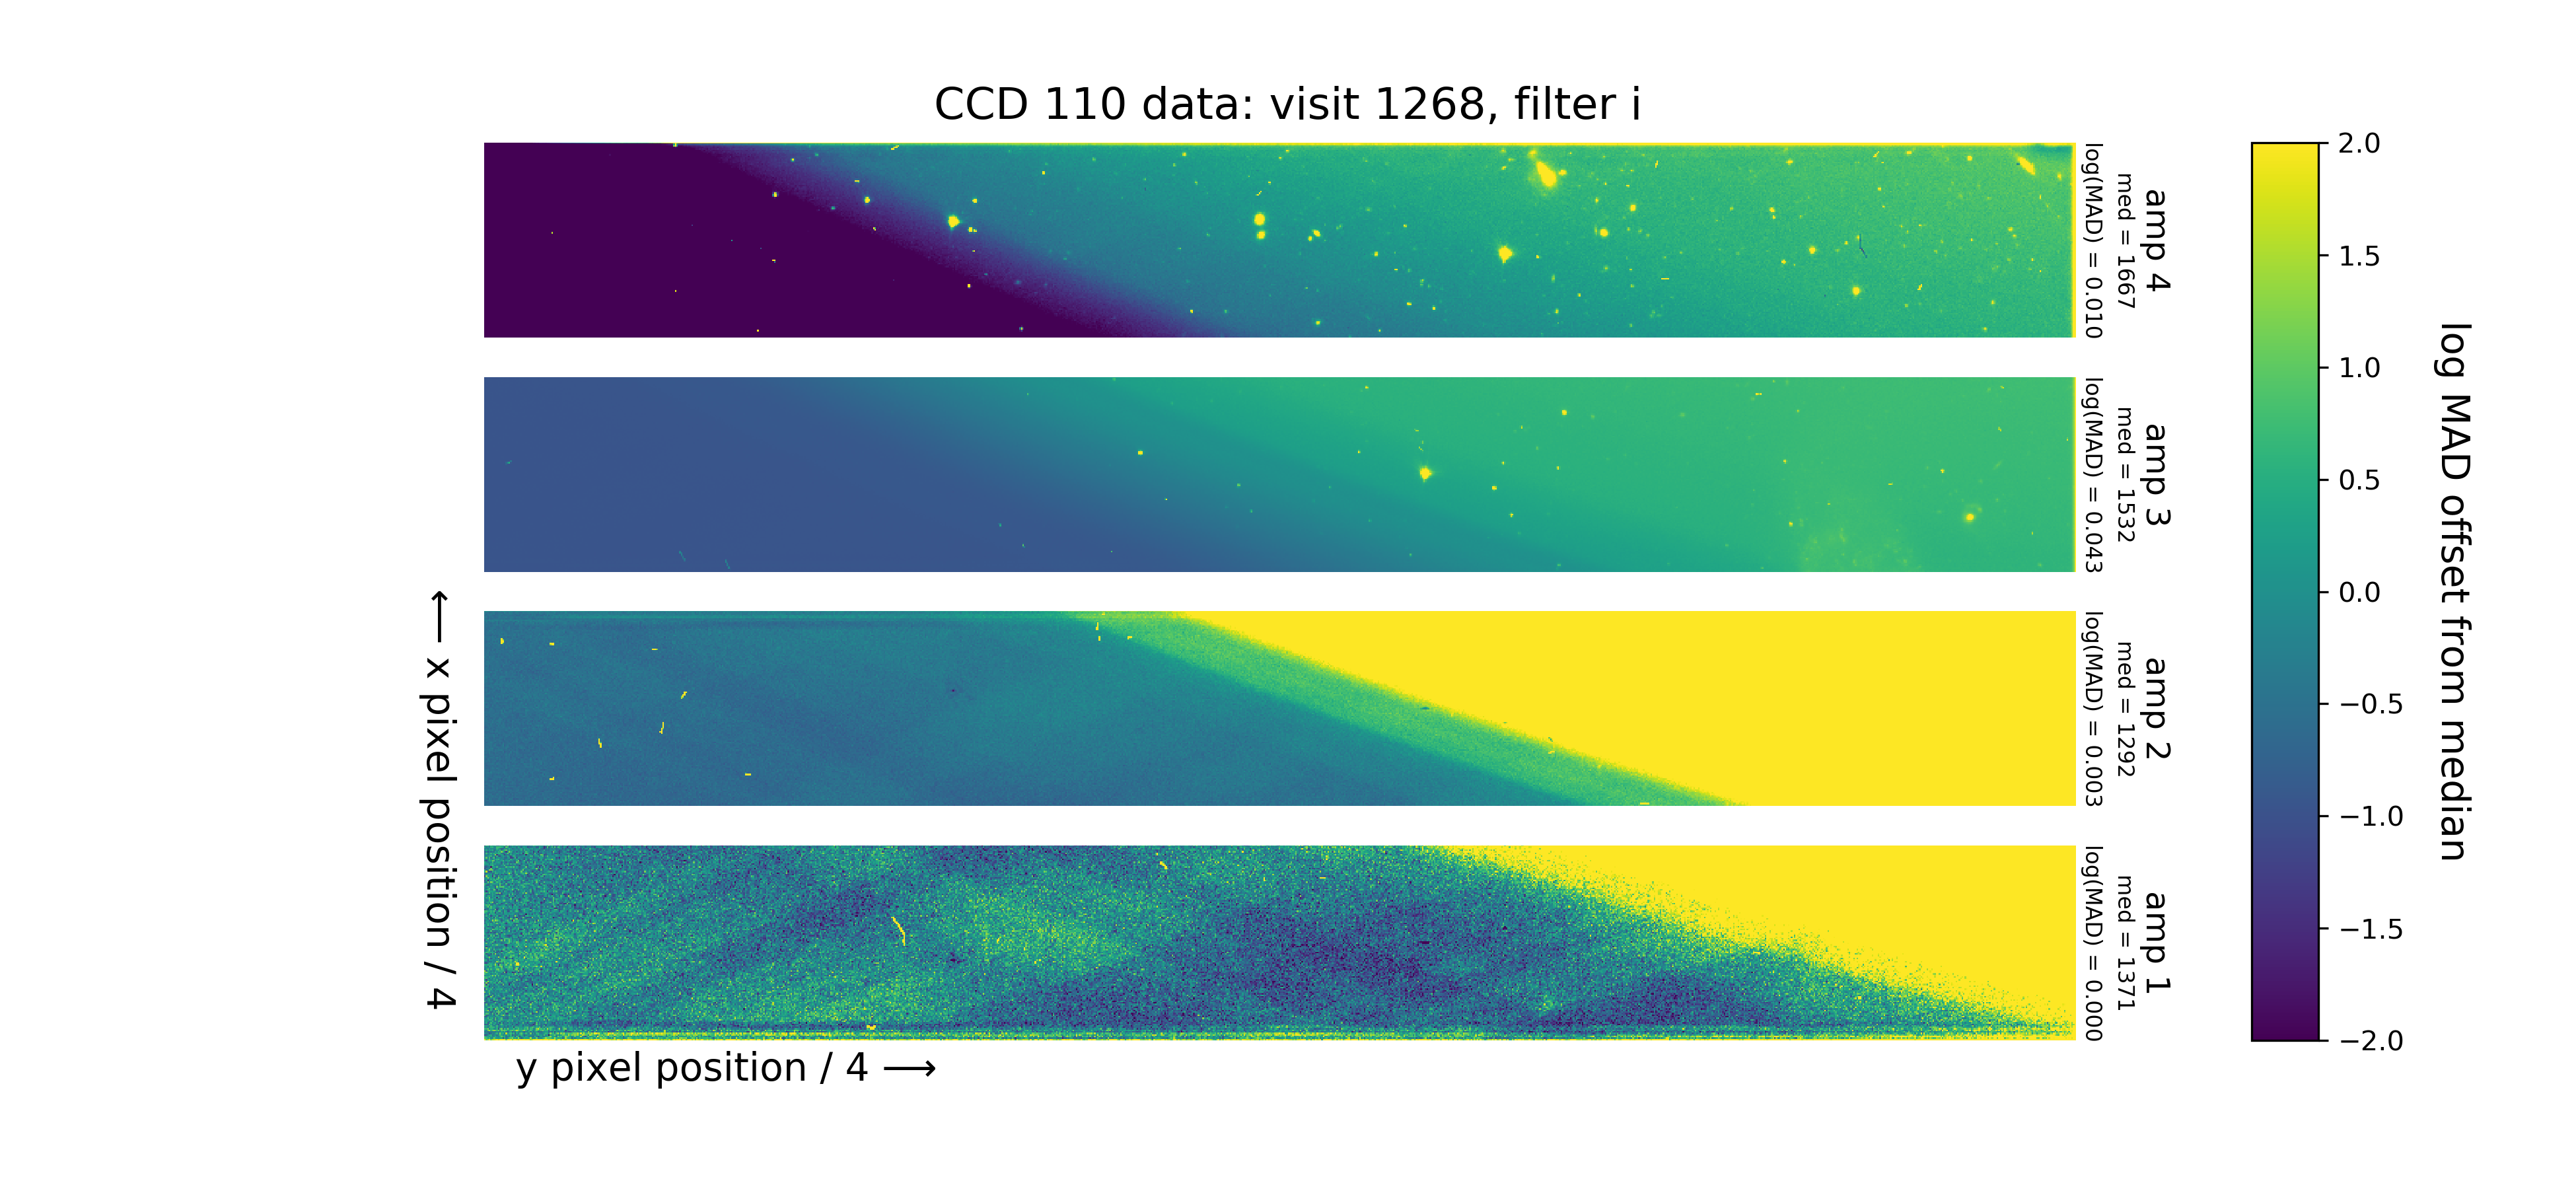 CCD 110 data: visit 1268, filter i
amp 4
med = 1667
log(MAD) = 0.010
amp 3
med = 1532
log(MAD) = 0.043
amp 2
med = 1292
log(MAD) = 0.003
amp 1
med = 1371
log(MAD) = 0.000
⟵ x pixel position / 4
y pixel position / 4 ⟶
2.0
1.5
1.0
0.5
0.0
−0.5
−1.0
−1.5
−2.0
log MAD offset from median